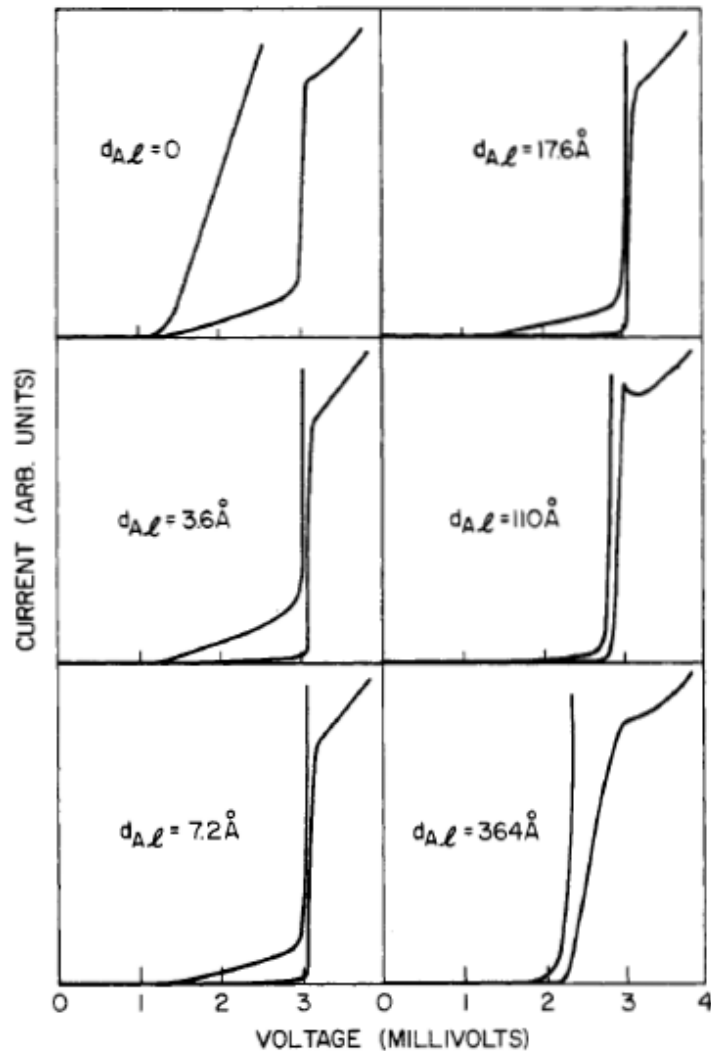 d_Aℓ = 0
d_Aℓ = 17.6Å
d_Aℓ = 3.6Å
d_Aℓ = 110Å
d_Aℓ = 7.2Å
d_Aℓ = 364Å
CURRENT (ARB. UNITS)
0 1 2 3 0 1 2 3 4
VOLTAGE (MILLIVOLTS)